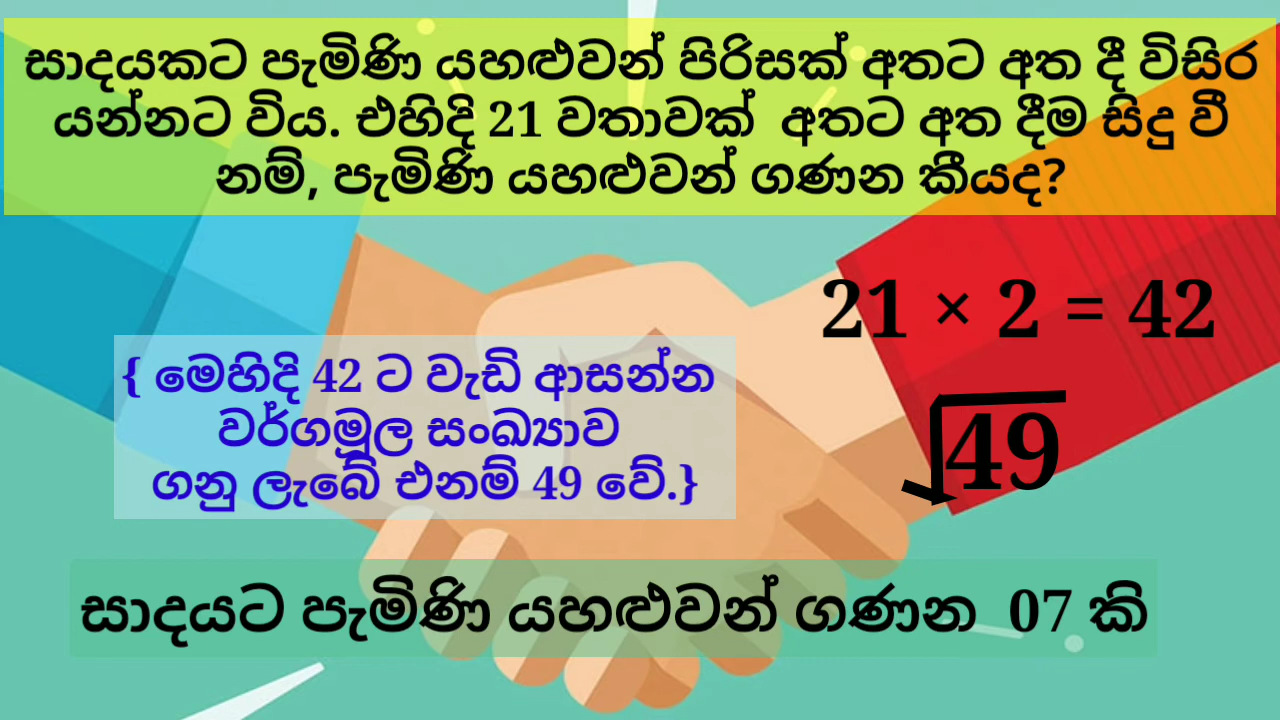 සාදයකට පැමිණි යහළුවන් පිරිසක් අතට අත දී විසිර
යන්නට විය. එහිදි 21 වතාවක් අතට අත දීම සිදු වී
නම්, පැමිණි යහළුවන් ගණන කීයද?
21 × 2 = 42
{ මෙහිදි 42 ට වැඩි ආසන්න
වර්ගමූල සංඛ්‍යාව
ගනු ලැබේ එනම් 49 වේ.}
√49
සාදයට පැමිණි යහළුවන් ගණන 07 කි